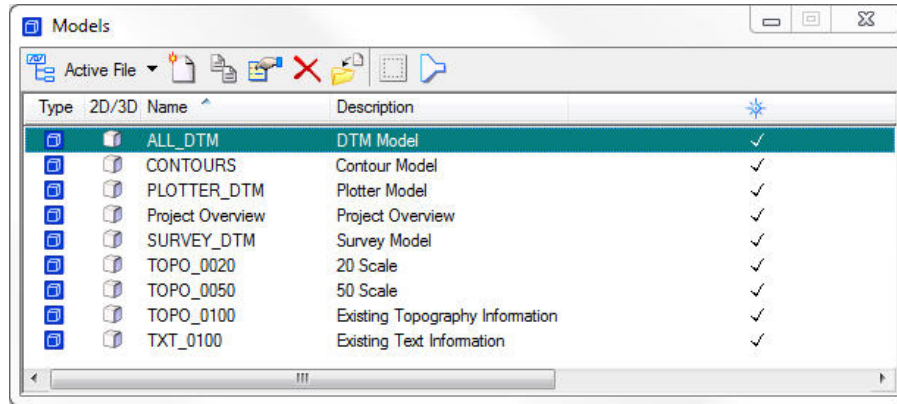 Models
Active File
Type 2D/3D Name Description
ALL_DTM DTM Model
CONTOURS Contour Model
PLOTTER_DTM Plotter Model
Project Overview Project Overview
SURVEY_DTM Survey Model
TOPO_0020 20 Scale
TOPO_0050 50 Scale
TOPO_0100 Existing Topography Information
TXT_0100 Existing Text Information